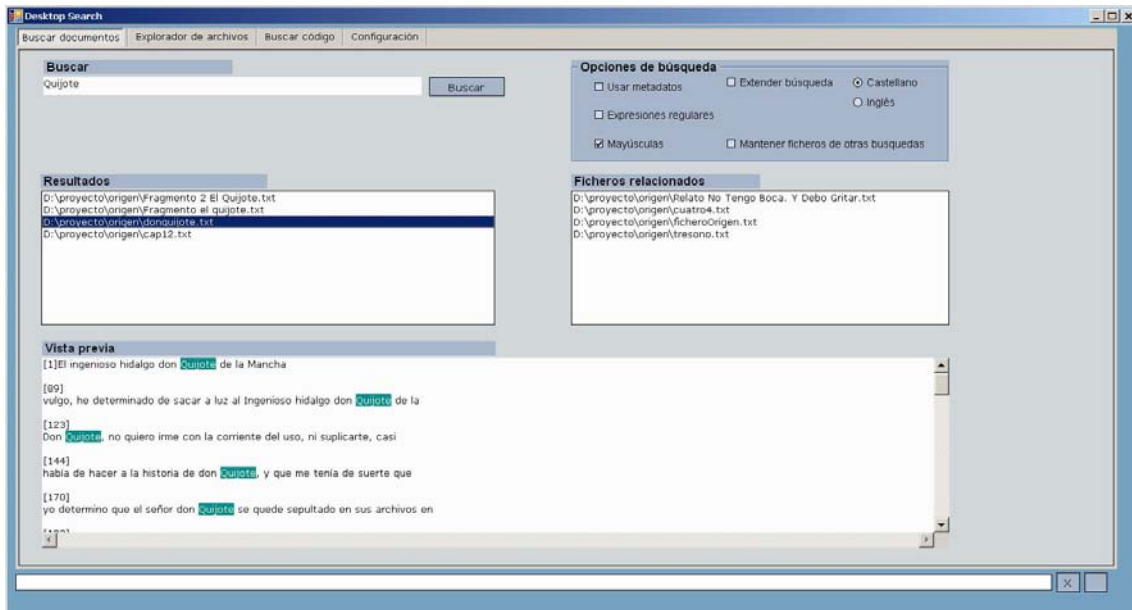 Desktop Search
Buscar documentos Explorador de archivos Buscar código Configuración
Buscar
Quijote
Buscar
Opciones de búsqueda
Usar metadatos
Extender búsqueda
Castellano
Inglés
Expresiones regulares
Mayúsculas
Mantener ficheros de otras busquedas
Resultados
D:\proyecto\origen\Fragmento 2 El Quijote.txt
D:\proyecto\origen\Fragmento el quijote.txt
D:\proyecto\origen\donquijote.txt
D:\proyecto\origen\cap12.txt
Ficheros relacionados
D:\proyecto\origen\Relato No Tengo Boca. Y Debo Gritar.txt
D:\proyecto\origen\cuatro4.txt
D:\proyecto\origen\ficheroOrigen.txt
D:\proyecto\origen\tresono.txt
Vista previa
[1]El ingenioso hidalgo don Quijote de la Mancha
[89]
vulgo, he determinado de sacar a luz al Ingenioso hidalgo don Quijote de la
[123]
Don Quijote, no quiero irme con la corriente del uso, ni suplicarte, casi
[144]
había de hacer a la historia de don Quijote, y que me tenía de suerte que
[170]
yo determino que el señor don Quijote se quede sepultado en sus archivos en
X